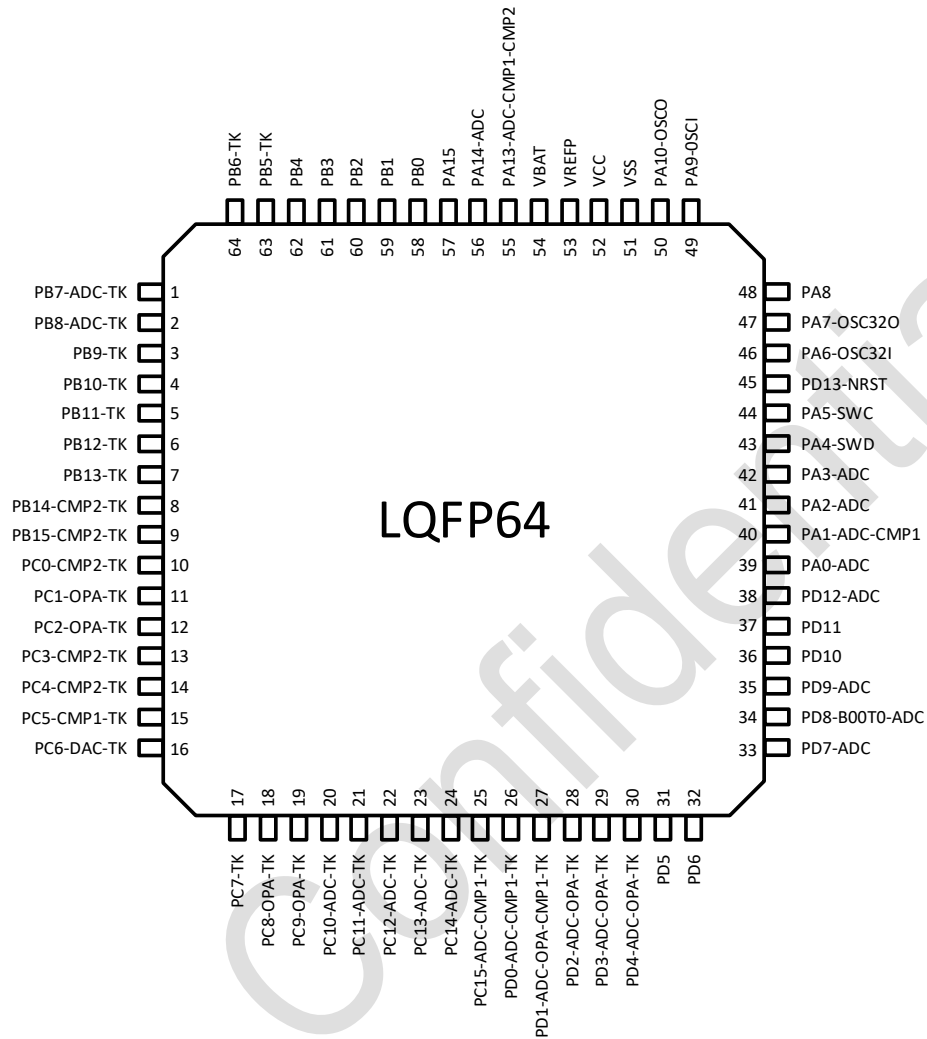 PB6-TK
PB5-TK
PB4
PB3
PB2
PB1
PB0
PA15
PA14-ADC
PA13-ADC-CMP1-CMP2
VBAT
VREFP
VCC
VSS
PA10-OSCO
PA9-0SCI
64
63
62
61
60
59
58
57
56
55
54
53
52
51
50
49
PB7-ADC-TK 1
PB8-ADC-TK 2
PB9-TK 3
PB10-TK 4
PB11-TK 5
PB12-TK 6
PB13-TK 7
PB14-CMP2-TK 8
PB15-CMP2-TK 9
PC0-CMP2-TK 10
PC1-OPA-TK 11
PC2-OPA-TK 12
PC3-CMP2-TK 13
PC4-CMP2-TK 14
PC5-CMP1-TK 15
PC6-DAC-TK 16
LQFP64
48 PA8
47 PA7-OSC32O
46 PA6-OSC32I
45 PD13-NRST
44 PA5-SWC
43 PA4-SWD
42 PA3-ADC
41 PA2-ADC
40 PA1-ADC-CMP1
39 PA0-ADC
38 PD12-ADC
37 PD11
36 PD10
35 PD9-ADC
34 PD8-B00T0-ADC
33 PD7-ADC
17
18
19
20
21
22
23
24
25
26
27
28
29
30
31
32
PC7-TK
PC8-OPA-TK
PC9-OPA-TK
PC10-ADC-TK
PC11-ADC-TK
PC12-ADC-TK
PC13-ADC-TK
PC14-ADC-TK
PC15-ADC-CMP1-TK
PD0-ADC-CMP1-TK
PD1-ADC-OPA-CMP1-TK
PD2-ADC-OPA-TK
PD3-ADC-OPA-TK
PD4-ADC-OPA-TK
PD5
PD6
Confidentia